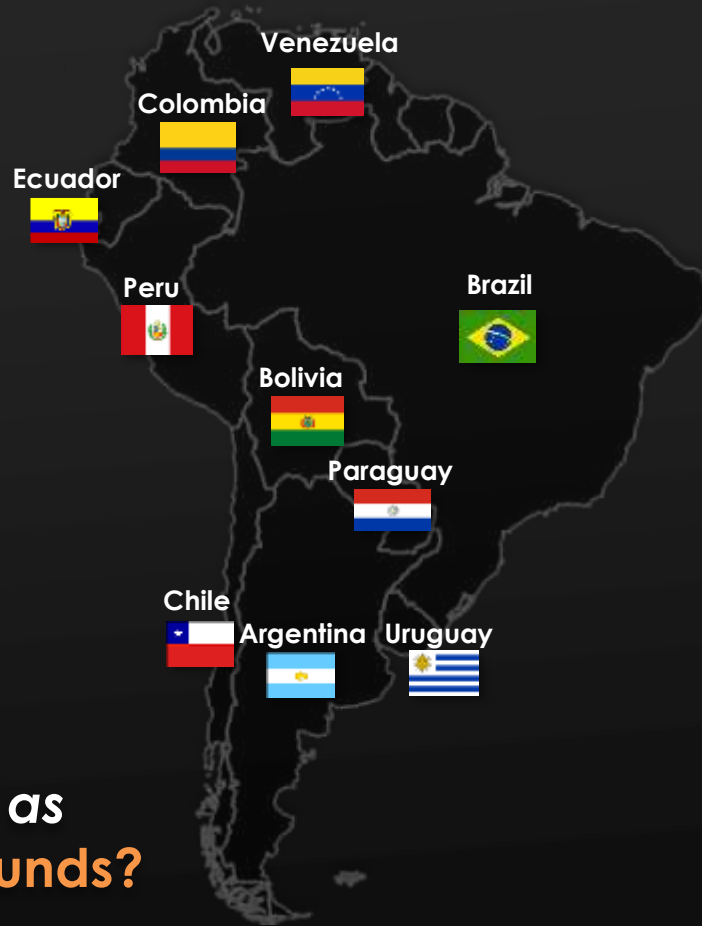 Venezuela
Colombia
Ecuador
Peru
Brazil
Bolivia
Paraguay
Chile
Argentina
Uruguay
as
unds?